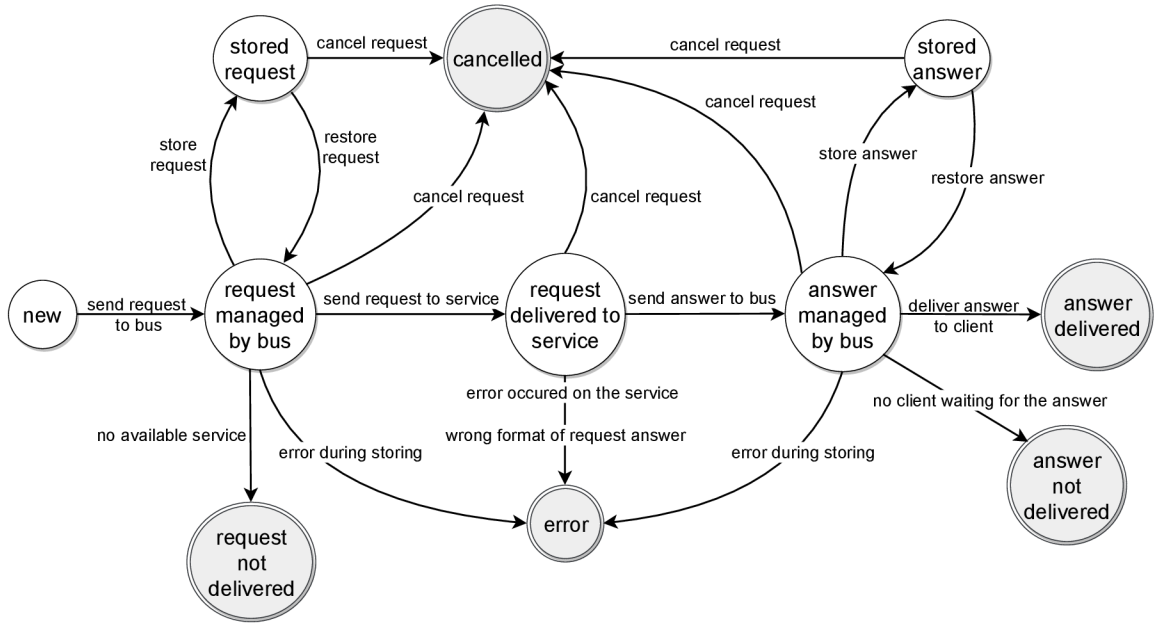 stored
request
cancel request
cancelled
cancel request
stored
answer
cancel request
store
request
restore
request
store answer
restore answer
cancel request
cancel request
new
send request
to bus
request
managed
by bus
send request to service
request
delivered to
service
send answer to bus
answer
managed
by bus
deliver answer
to client
answer
delivered
error occured on the service
no client waiting for the answer
no available service
wrong format of request answer
error during storing
error during storing
answer
not
delivered
request
not
delivered
error